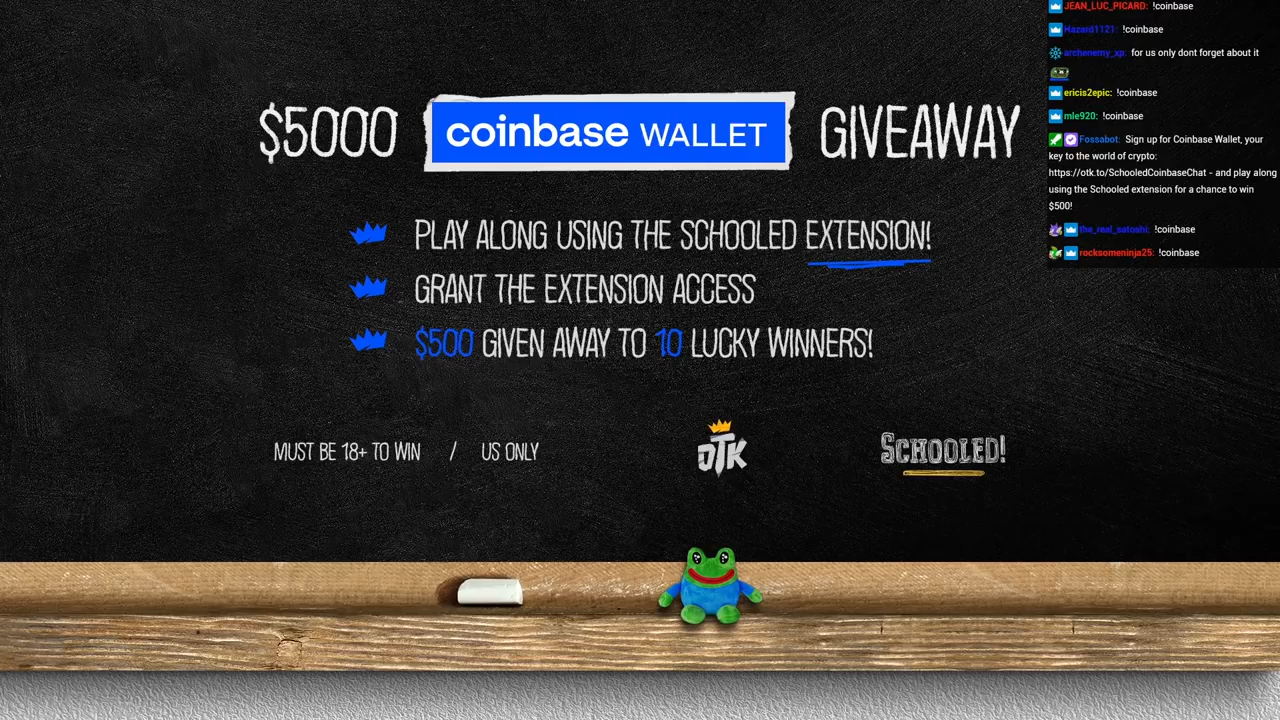 $5000 coinbase WALLET GIVEAWAY
PLAY ALONG USING THE SCHOOLED EXTENSION!
GRANT THE EXTENSION ACCESS
$500 GIVEN AWAY TO 10 LUCKY WINNERS!
MUST BE 18+ TO WIN / US ONLY
OTK
SCHOOLED!
JEAN_LUC_PICARD: !coinbase
Hazard1121: !coinbase
archenemy_xp: for us only dont forget about it
ericis2epic: !coinbase
mle920: !coinbase
Fossabot: Sign up for Coinbase Wallet, your
key to the world of crypto:
https://otk.to/SchooledCoinbaseChat - and play along
using the Schooled extension for a chance to win
$500!
the_real_satoshi: !coinbase
rocksomeninja25: !coinbase